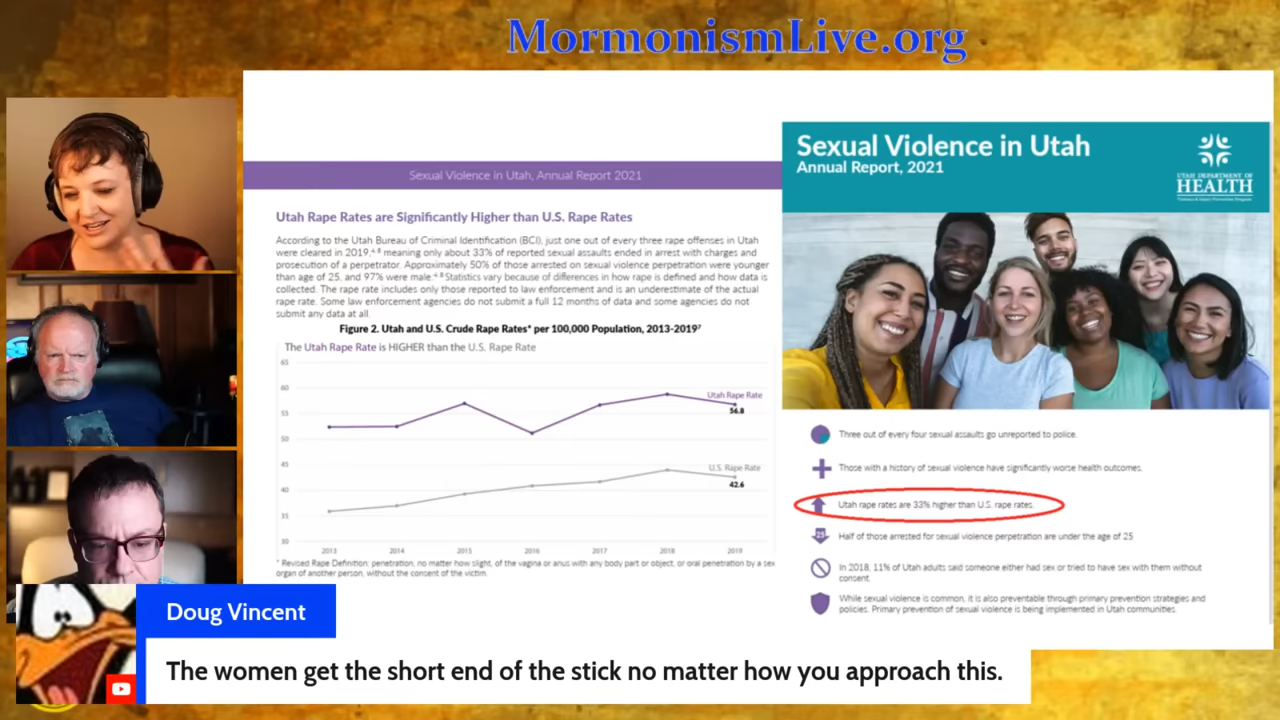 MormonismLive.org
Sexual Violence in Utah, Annual Report 2021
Utah Rape Rates are Significantly Higher than U.S. Rape Rates
According to the Utah Bureau of Criminal Identification (BCI), just one out of every three rape offenses in Utah
were cleared in 2019,⁴·⁸ meaning only about 33% of reported sexual assaults ended in arrest with charges and
prosecution of a perpetrator. Approximately 50% of those arrested on sexual violence perpetration were younger
than age of 25, and 97% were male.⁴·⁸ Statistics vary because of differences in how rape is defined and how data is
collected. The rape rate includes only those reported to law enforcement and is an underestimate of the actual
rape rate. Some law enforcement agencies do not submit a full 12 months of data and some agencies do not
submit any data at all.
Figure 2. Utah and U.S. Crude Rape Rates* per 100,000 Population, 2013-2019⁷
The Utah Rape Rate is HIGHER than the U.S. Rape Rate
65
60
55
50
45
40
35
30
Utah Rape Rate
56.8
U.S. Rape Rate
42.6
2013 2014 2015 2016 2017 2018 2019
* Revised Rape Definition: penetration, no matter how slight, of the vagina or anus with any body part or object, or oral penetration by a sex
organ of another person, without the consent of the victim.
Sexual Violence in Utah
Annual Report, 2021
UTAH DEPARTMENT OF
HEALTH
Violence & Injury Prevention Program
Three out of every four sexual assaults go unreported to police.
Those with a history of sexual violence have significantly worse health outcomes.
Utah rape rates are 33% higher than U.S. rape rates.
25
Half of those arrested for sexual violence perpetration are under the age of 25
In 2018, 11% of Utah adults said someone either had sex or tried to have sex with them without
consent.
While sexual violence is common, it is also preventable through primary prevention strategies and
policies. Primary prevention of sexual violence is being implemented in Utah communities.
Doug Vincent
The women get the short end of the stick no matter how you approach this.